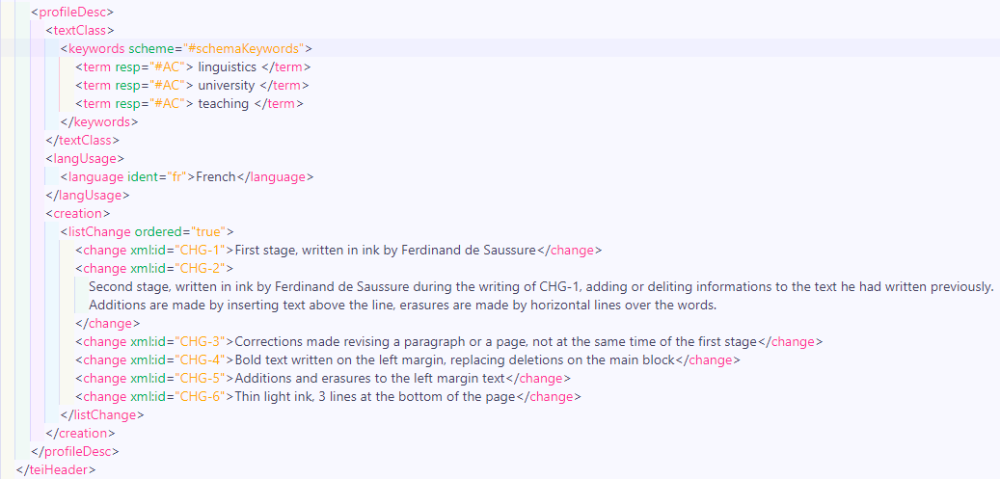 <profileDesc>
<textClass>
<keywords scheme="#schemaKeywords">
<term resp="#AC"> linguistics </term>
<term resp="#AC"> university </term>
<term resp="#AC"> teaching </term>
</keywords>
</textClass>
<langUsage>
<language ident="fr">French</language>
</langUsage>
<creation>
<listChange ordered="true">
<change xml:id="CHG-1">First stage, written in ink by Ferdinand de Saussure</change>
<change xml:id="CHG-2">
Second stage, written in ink by Ferdinand de Saussure during the writing of CHG-1, adding or deliting informations to the text he had written previously.
Additions are made by inserting text above the line, erasures are made by horizontal lines over the words.
</change>
<change xml:id="CHG-3">Corrections made revising a paragraph or a page, not at the same time of the first stage</change>
<change xml:id="CHG-4">Bold text written on the left margin, replacing deletions on the main block</change>
<change xml:id="CHG-5">Additions and erasures to the left margin text</change>
<change xml:id="CHG-6">Thin light ink, 3 lines at the bottom of the page</change>
</listChange>
</creation>
</profileDesc>
</teiHeader>